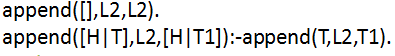 append([],L2,L2).
append([H|T],L2,[H|T1]):-append(T,L2,T1).